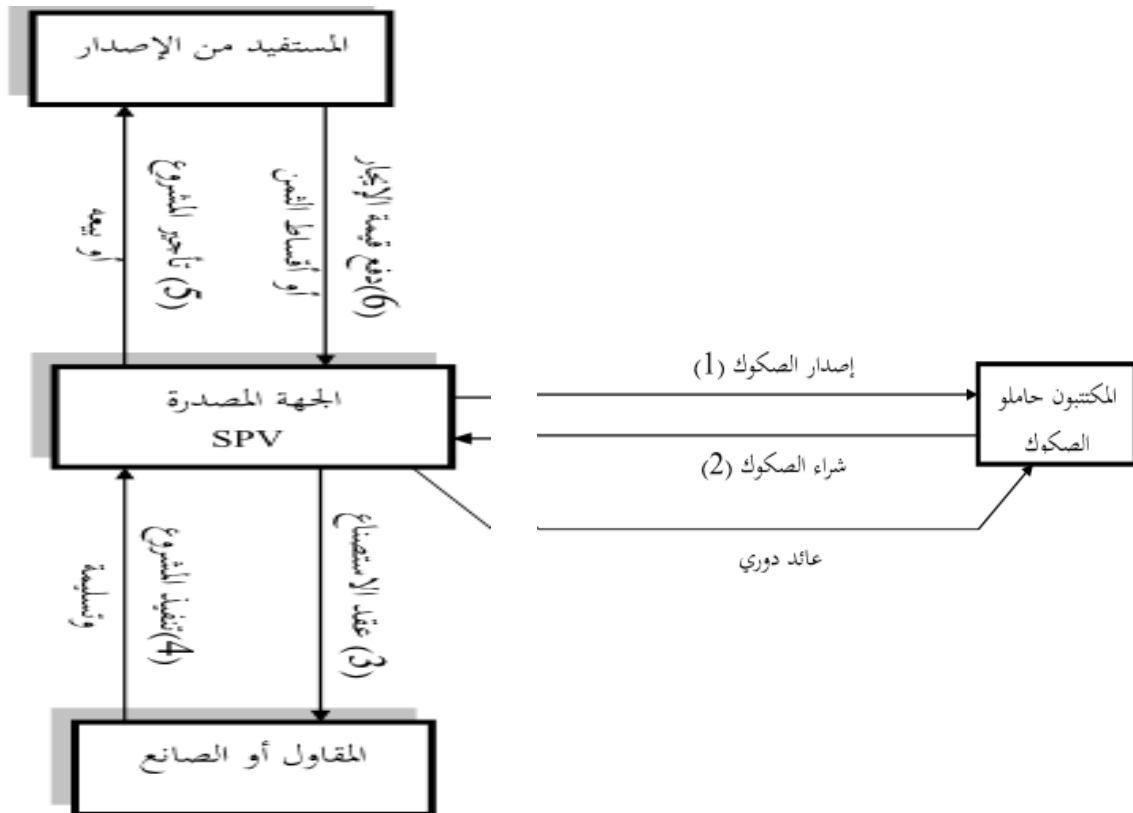 المستفيد من الإصدار
(5) تأجير المشروع
أو بيعه
(6)دفع قيمة الإيجار
أو أقساط الثمن
الجهة المصدرة
SPV
إصدار الصكوك (1)
شراء الصكوك (2)
عائد دوري
المكتتبون حاملو
الصكوك
(4)تنفيذ المشروع
وتسليمة
(3) عقد الاستصناع
المقاول أو الصانع